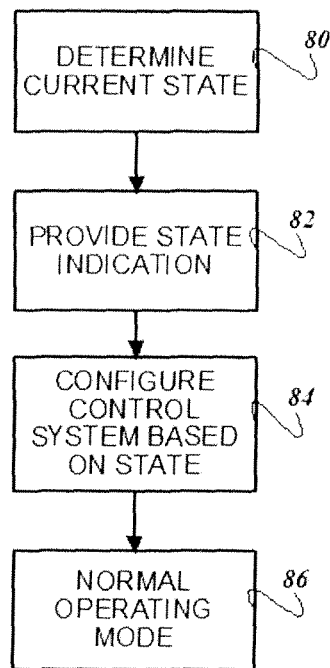 DETERMINE
CURRENT STATE
80
PROVIDE STATE
INDICATION
82
CONFIGURE
CONTROL
SYSTEM BASED
ON STATE
84
NORMAL
OPERATING
MODE
86